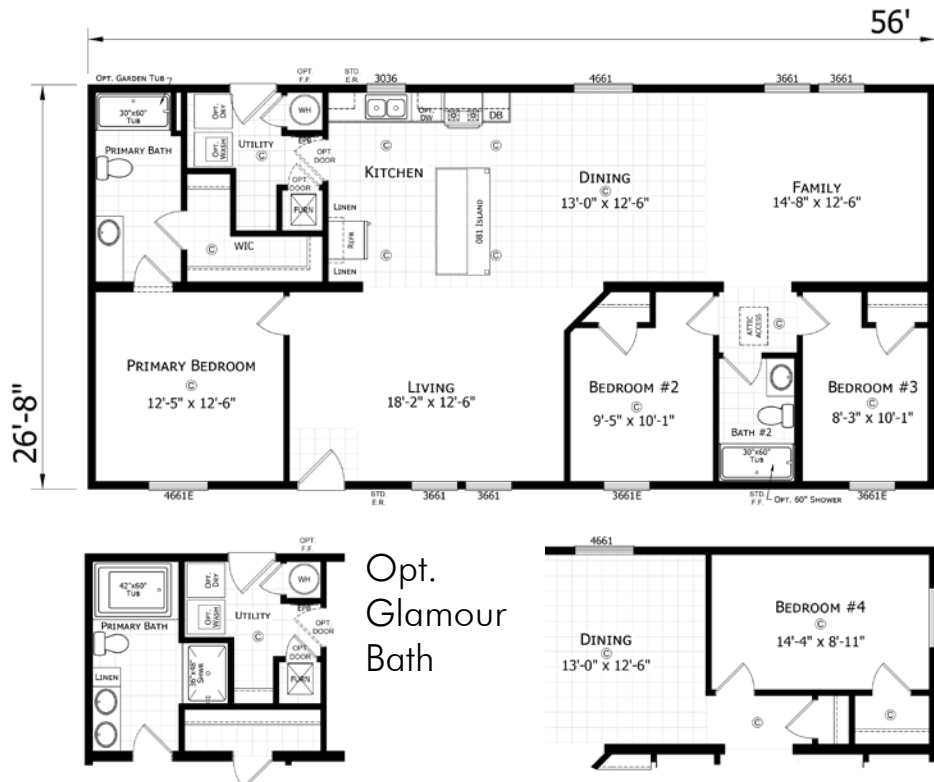 56'
26'-8"
OPT. GARDEN TUB
OPT.
F.F.
STD.
E.R.
3036
4661
3661
3661
30"x60"
TUB
OPT. DRY
WH
OPT. WASH
UTILITY
C
EPB
OPT.
DOOR
OPT.
DOOR
FURN
PRIMARY BATH
WIC
C
OPT. DW
DB
C
C
KITCHEN
LINEN
REFR
LINEN
081 ISLAND
C
C
DINING
C
13'-0" x 12'-6"
FAMILY
C
14'-8" x 12'-6"
PRIMARY BEDROOM
C
12'-5" x 12'-6"
LIVING
C
18'-2" x 12'-6"
BEDROOM #2
C
9'-5" x 10'-1"
ATTIC
ACCESS
C
BATH #2
30"x60"
TUB
BEDROOM #3
C
8'-3" x 10'-1"
4661E
STD.
E.R.
3661
3661
3661E
STD.
F.F.
OPT. 60" SHOWER
3661E
OPT.
F.F.
42"x60"
TUB
OPT. DRY
WH
OPT. WASH
UTILITY
C
EPB
OPT.
DOOR
OPT.
DOOR
FURN
PRIMARY BATH
LINEN
36"x48"
SHWR
Opt.
Glamour
Bath
4661
DINING
C
13'-0" x 12'-6"
BEDROOM #4
C
14'-4" x 8'-11"
C
C